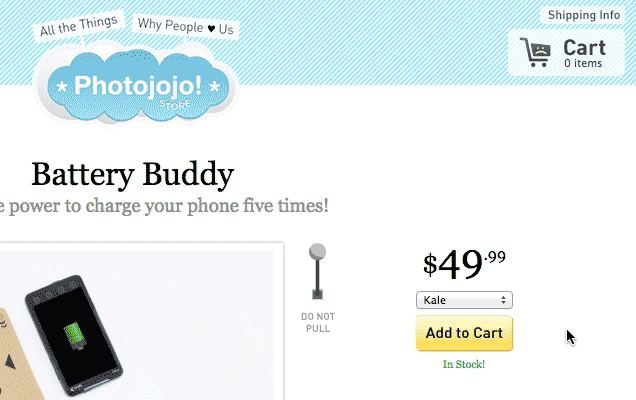 All the Things
Why People ♥ Us
Shipping Info
Cart
0 items
* Photojojo! *
STORE
Battery Buddy
e power to charge your phone five times!
$49.99
DO NOT
PULL
Kale
Add to Cart
In Stock!